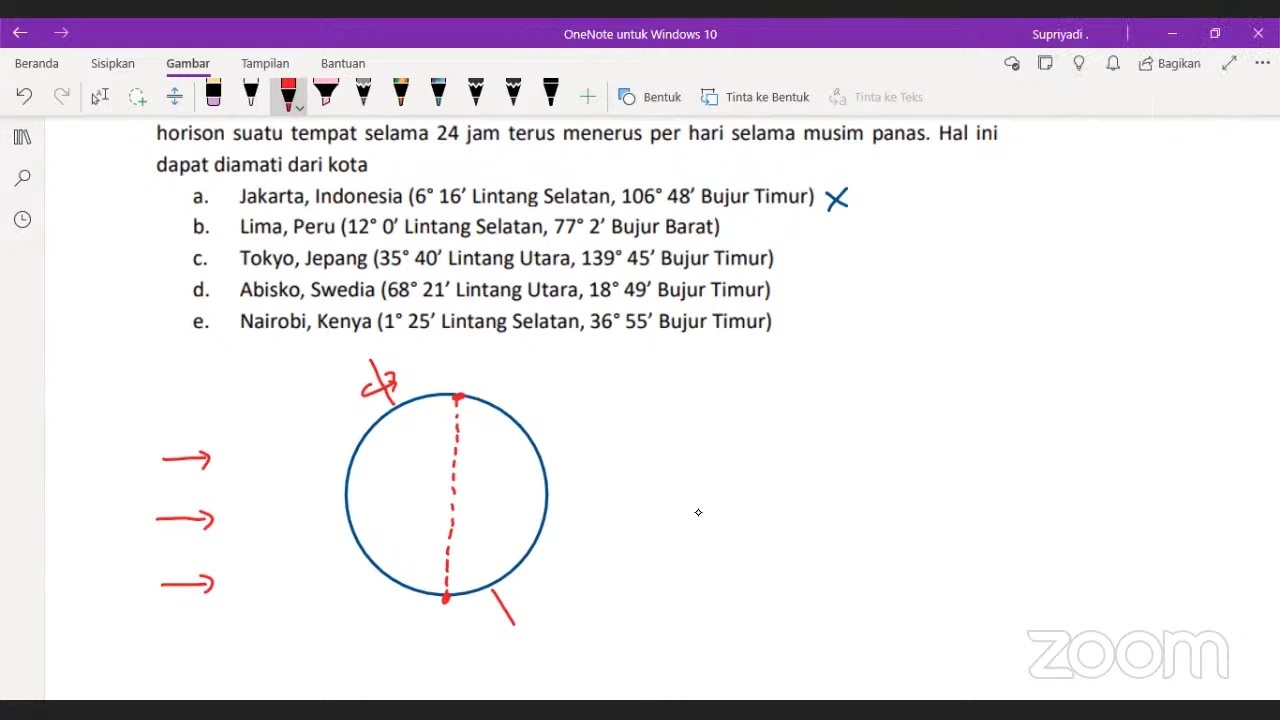 OneNote untuk Windows 10
Supriyadi .
Beranda
Sisipkan
Gambar
Tampilan
Bantuan
Bagikan
Bentuk
Tinta ke Bentuk
Tinta ke Teks
horison suatu tempat selama 24 jam terus menerus per hari selama musim panas. Hal ini
dapat diamati dari kota
a. Jakarta, Indonesia (6° 16’ Lintang Selatan, 106° 48’ Bujur Timur)
b. Lima, Peru (12° 0’ Lintang Selatan, 77° 2’ Bujur Barat)
c. Tokyo, Jepang (35° 40’ Lintang Utara, 139° 45’ Bujur Timur)
d. Abisko, Swedia (68° 21’ Lintang Utara, 18° 49’ Bujur Timur)
e. Nairobi, Kenya (1° 25’ Lintang Selatan, 36° 55’ Bujur Timur)
zoom